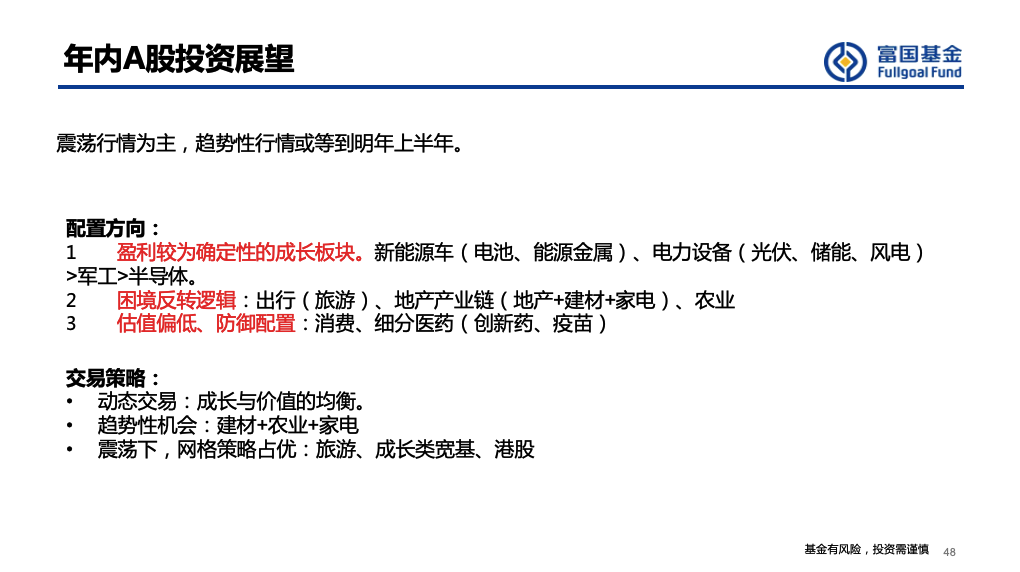 年内A股投资展望
富国基金
Fullgoal Fund
震荡行情为主，趋势性行情或等到明年上半年。
配置方向：
1 盈利较为确定性的成长板块。新能源车（电池、能源金属）、电力设备（光伏、储能、风电）
>军工>半导体。
2 困境反转逻辑：出行（旅游）、地产产业链（地产+建材+家电）、农业
3 估值偏低、防御配置：消费、细分医药（创新药、疫苗）
交易策略：
• 动态交易：成长与价值的均衡。
• 趋势性机会：建材+农业+家电
• 震荡下，网格策略占优：旅游、成长类宽基、港股
基金有风险，投资需谨慎 48